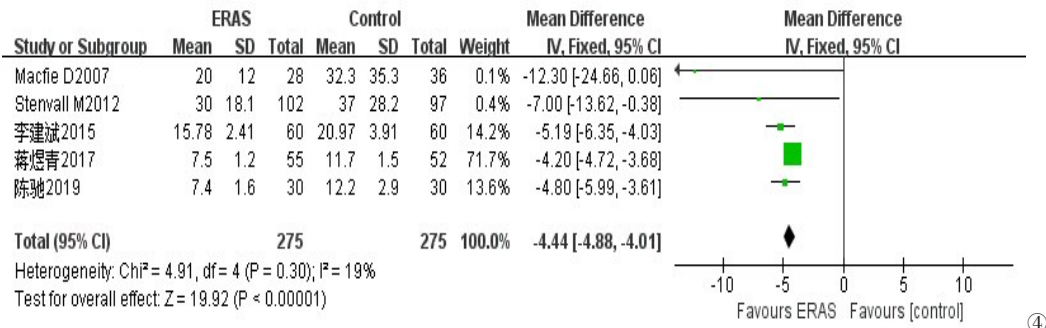 ERAS Control Mean Difference Mean Difference
Study or Subgroup Mean SD Total Mean SD Total Weight IV, Fixed, 95% CI IV, Fixed, 95% CI
Macfie D2007 20 12 28 32.3 35.3 36 0.1% -12.30 [-24.66, 0.06]
Stenvall M2012 30 18.1 102 37 28.2 97 0.4% -7.00 [-13.62, -0.38]
李建斌2015 15.78 2.41 60 20.97 3.91 60 14.2% -5.19 [-6.35, -4.03]
蒋煜青2017 7.5 1.2 55 11.7 1.5 52 71.7% -4.20 [-4.72, -3.68]
陈驰2019 7.4 1.6 30 12.2 2.9 30 13.6% -4.80 [-5.99, -3.61]
Total (95% CI) 275 275 100.0% -4.44 [-4.88, -4.01]
Heterogeneity: Chi² = 4.91, df = 4 (P = 0.30); I² = 19%
Test for overall effect: Z = 19.92 (P < 0.00001)
-10 -5 0 5 10
Favours ERAS Favours [control]
④